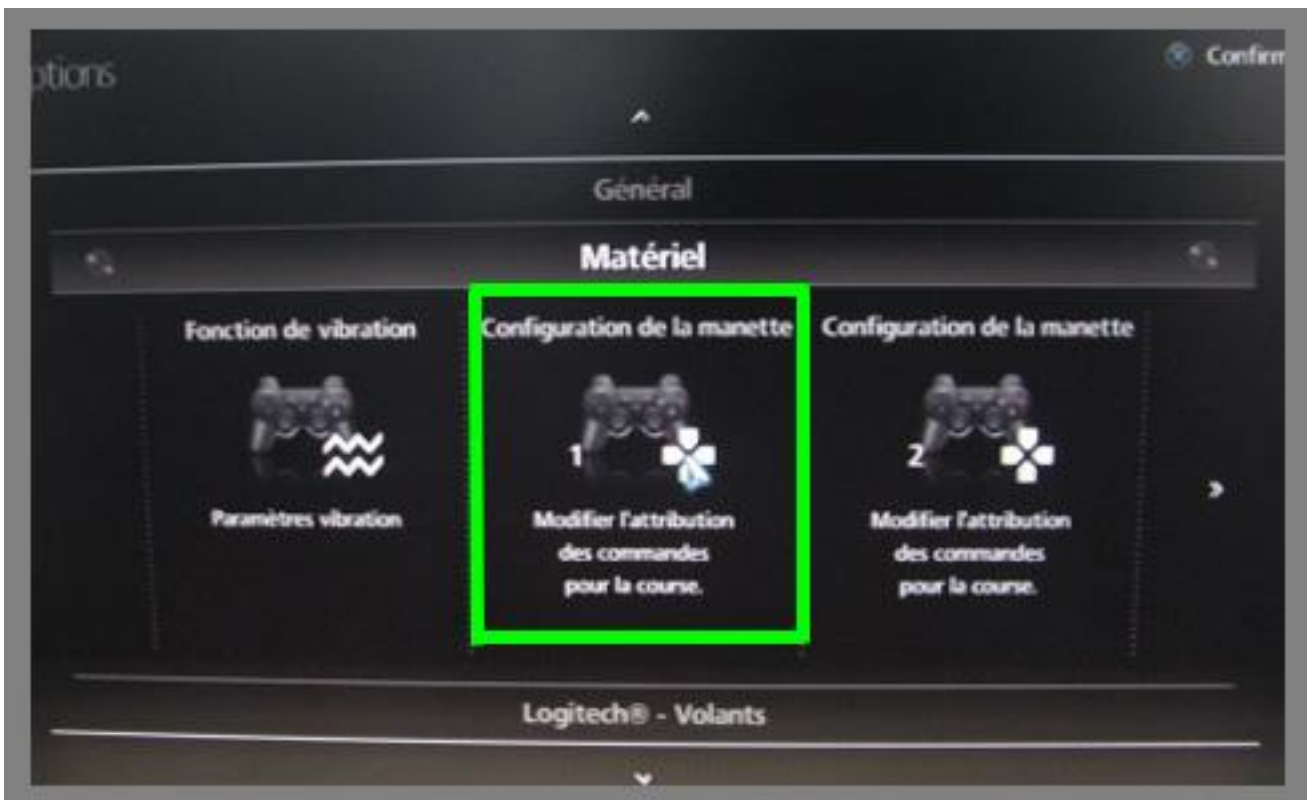 ptions
Confirm
Général
Matériel
Fonction de vibration
Configuration de la manette
Configuration de la manette
1
2
Paramètres vibration
Modifier l'attribution
des commandes
pour la course.
Modifier l'attribution
des commandes
pour la course.
Logitech® - Volants